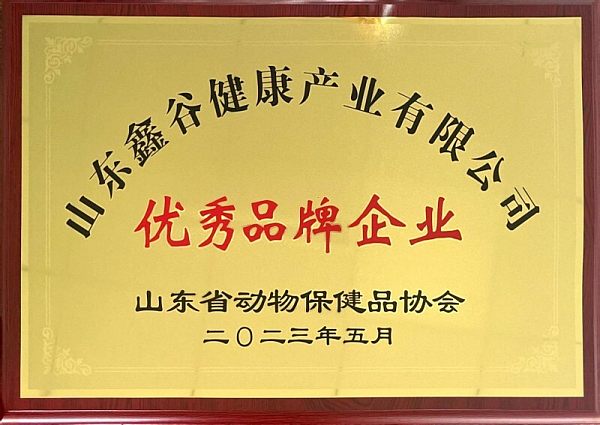 山东鑫谷健康产业有限公司
优秀品牌企业
山东省动物保健品协会
二〇二三年五月